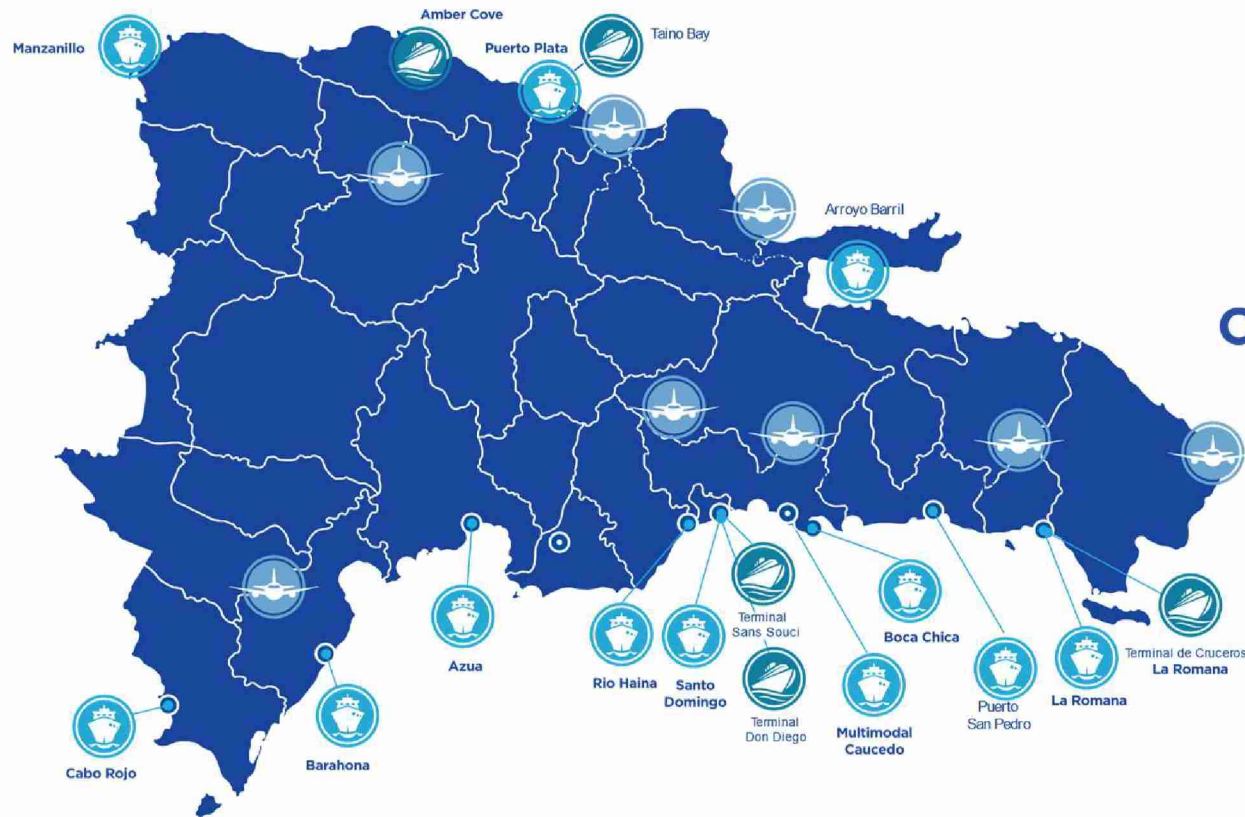 Amber Cove
Manzanillo
Puerto Plata
Taino Bay
Arroyo Barril
Terminal
Sans Souci
Boca Chica
Terminal de Cruceros
La Romana
Azua
Rio Haina
Santo
Domingo
Terminal
Don Diego
Multimodal
Caucedo
Puerto
San Pedro
La Romana
Cabo Rojo
Barahona